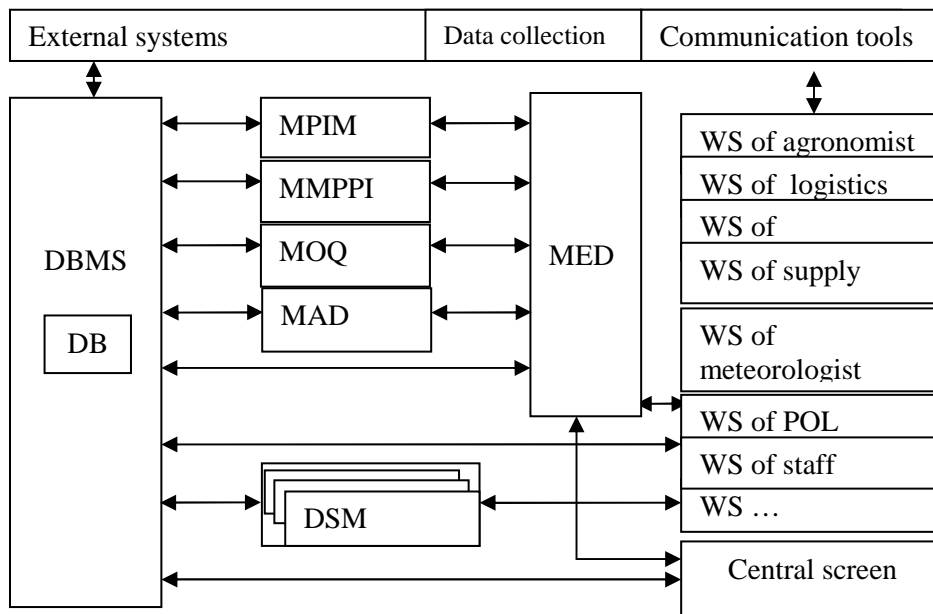 External systems
Data collection
Communication tools
MPIM
MMPPI
MOQ
MAD
DBMS
DB
MED
DSM
WS of agronomist
WS of logistics
WS of
WS of supply
WS of
meteorologist
WS of POL
WS of staff
WS …
Central screen